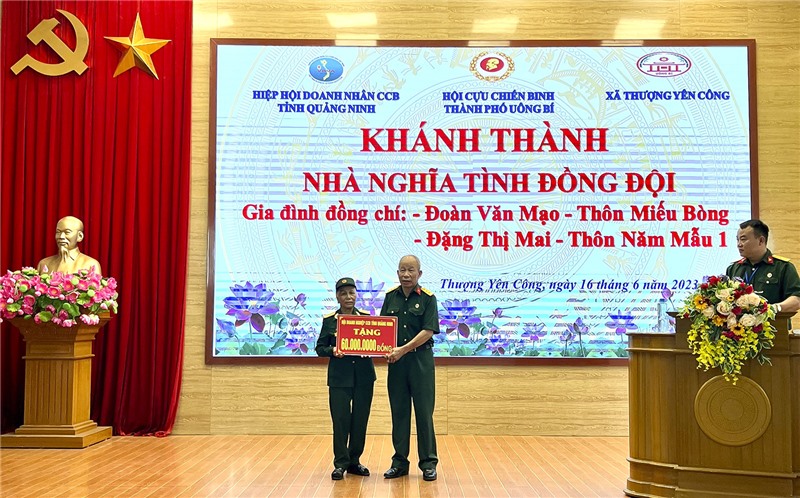 HIỆP HỘI DOANH NHÂN CCB
TỈNH QUẢNG NINH
HỘI CỰU CHIẾN BINH
THÀNH PHỐ UÔNG BÍ
XÃ THƯỢNG YÊN CÔNG
KHÁNH THÀNH
NHÀ NGHĨA TÌNH ĐỒNG ĐỘI
Gia đình đồng chí: - Đoàn Văn Mạo - Thôn Miếu Bòng
- Đặng Thị Mai - Thôn Năm Mẫu 1
Thượng Yên Công, ngày 16 tháng 6 năm 2023
TẶNG
60.000.0000 ĐỒNG